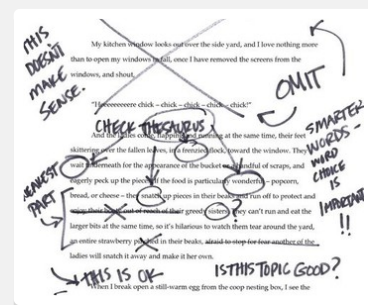 THIS
DOESN'T
MAKE
SENSE.
My kitchen window looks out over the side yard, and I love nothing more
than to open my windows in fall, once I have removed the screens from the
windows, and shout,
OMIT
chick – chick – chick – chick – chick!"
CHECK THESAURUS!
And the ladies come, flapping and running at the same time, their feet
skittering over the fallen leaves, in a frenzied flock, toward the window. They
wait underneath for the appearance of the bucket or handful of scraps, and
eagerly peck up the pieces. If the food is particularly wonderful – popcorn,
bread, or cheese – they snatch up pieces in their beaks and run off to protect and
enjoy their booty out of reach of their greedy sisters. They can't run and eat the
larger bits at the same time, so it's hilarious to watch them tear around the yard,
an entire strawberry in their beaks, afraid to stop for fear another of the
ladies will snatch it away and make it her own.
SMARTER
WORDS –
WORD
CHOICE
IS
IMPORTANT
!!
WEAKEST
PART
THIS IS OK
IS THIS TOPIC GOOD?
When I break open a still-warm egg from the coop nesting box, I see the